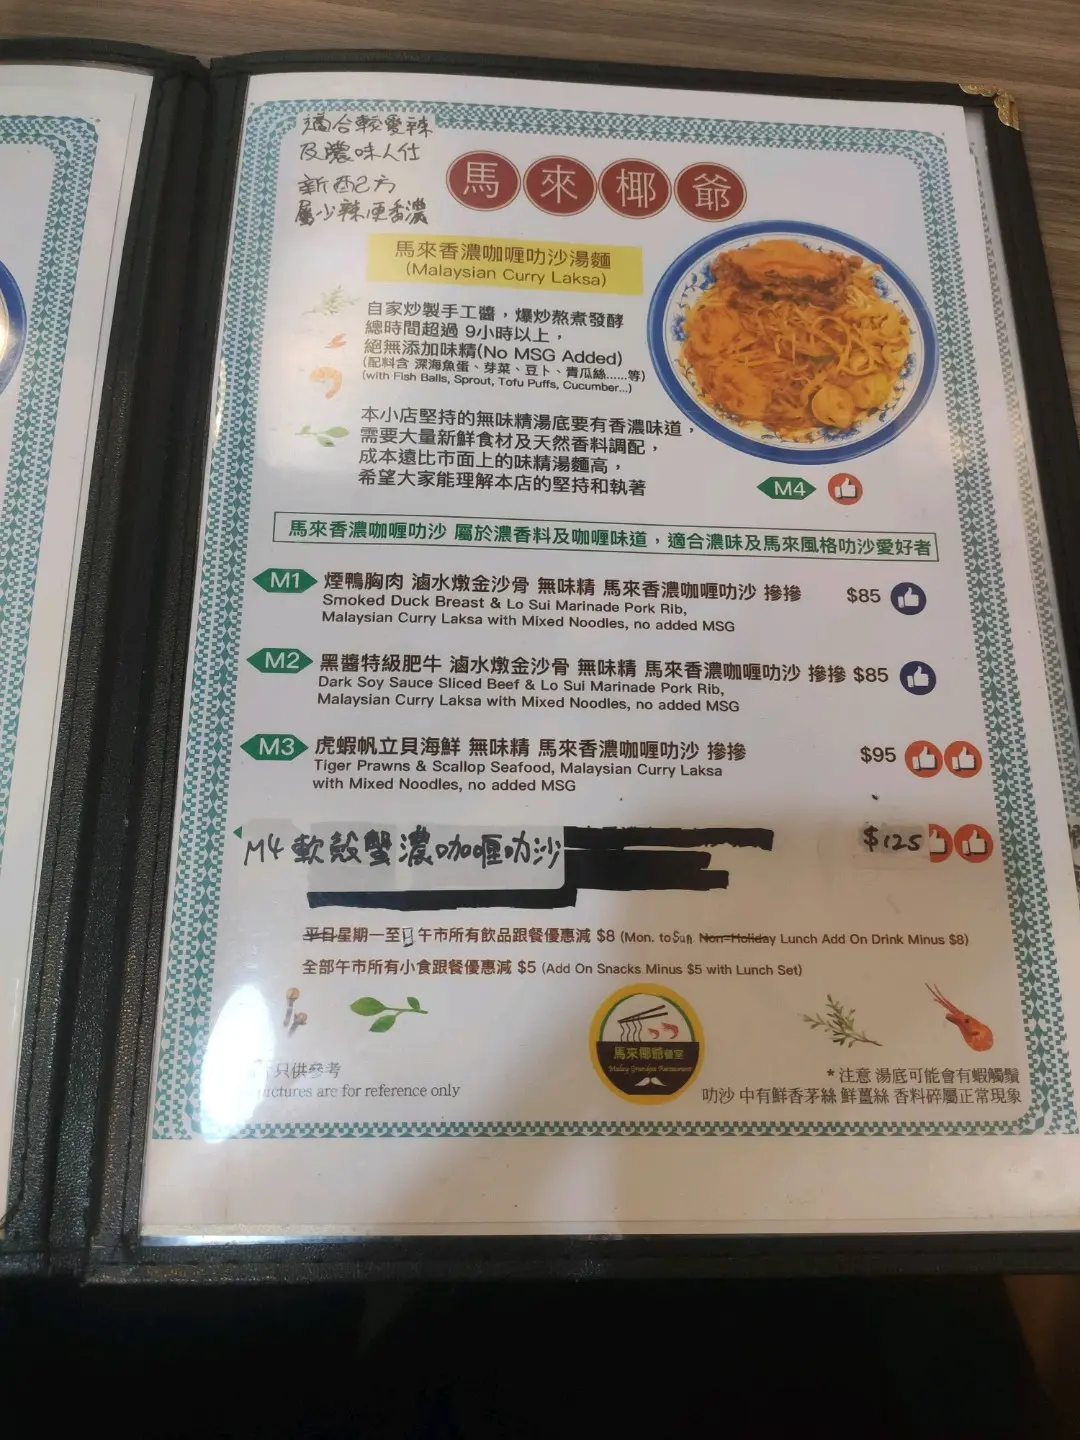 適合較愛辣
及濃味人仕
新配方
屬少辣更香濃
馬來椰爺
馬來香濃咖喱叻沙湯麵
(Malaysian Curry Laksa)
自家炒製手工醬，爆炒熬煮發酵
總時間超過 9小時以上，
絕無添加味精(No MSG Added)
(配料含 深海魚蛋、芽菜、豆卜、青瓜絲......等)
(with Fish Balls, Sprout, Tofu Puffs, Cucumber...)
本小店堅持的無味精湯底要有香濃味道，
需要大量新鮮食材及天然香料調配，
成本遠比市面上的味精湯麵高，
希望大家能理解本店的堅持和執著
M4
馬來香濃咖喱叻沙 屬於濃香料及咖喱味道，適合濃味及馬來風格叻沙愛好者
M1 煙鴨胸肉 滷水燉金沙骨 無味精 馬來香濃咖喱叻沙 摻摻 $85
Smoked Duck Breast & Lo Sui Marinade Pork Rib,
Malaysian Curry Laksa with Mixed Noodles, no added MSG
M2 黑醬特級肥牛 滷水燉金沙骨 無味精 馬來香濃咖喱叻沙 摻摻 $85
Dark Soy Sauce Sliced Beef & Lo Sui Marinade Pork Rib,
Malaysian Curry Laksa with Mixed Noodles, no added MSG
M3 虎蝦帆立貝海鮮 無味精 馬來香濃咖喱叻沙 摻摻 $95
Tiger Prawns & Scallop Seafood, Malaysian Curry Laksa
with Mixed Noodles, no added MSG
M4 軟殼蟹濃咖喱叻沙 $125
平日星期一至日午市所有飲品跟餐優惠減 $8 (Mon. to Sun Non-Holiday Lunch Add On Drink Minus $8)
全部午市所有小食跟餐優惠減 $5 (Add On Snacks Minus $5 with Lunch Set)
馬來椰爺餐室
Malay Grandpa Restaurant
只供參考
pictures are for reference only
* 注意 湯底可能會有蝦觸鬚
叻沙 中有鮮香茅絲 鮮薑絲 香料碎屬正常現象